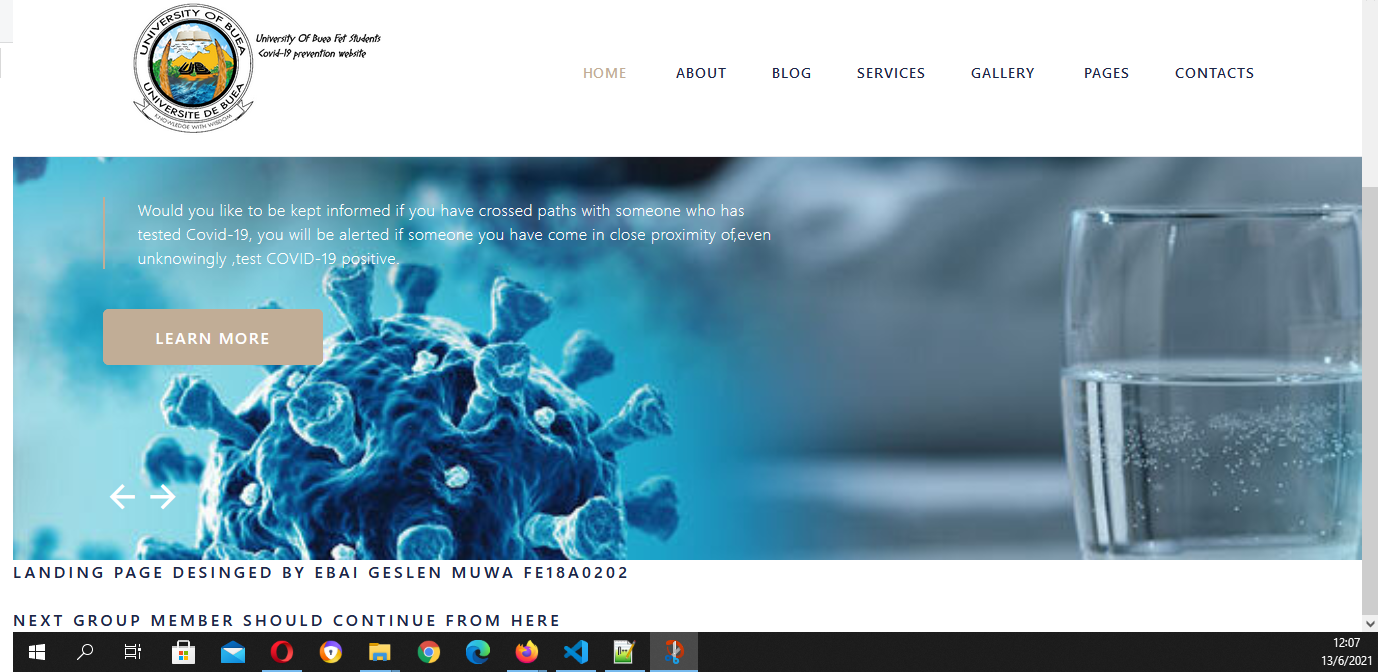 UNIVERSITY OF BUEA
UNIVERSITE DE BUEA
KNOWLEDGE WITH WISDOM
University Of Buea Fet Students
Covid-19 prevention website
HOME ABOUT BLOG SERVICES GALLERY PAGES CONTACTS
Would you like to be kept informed if you have crossed paths with someone who has
tested Covid-19, you will be alerted if someone you have come in close proximity of,even
unknowingly ,test COVID-19 positive.
LEARN MORE
LANDING PAGE DESINGED BY EBAI GESLEN MUWA FE18A0202
NEXT GROUP MEMBER SHOULD CONTINUE FROM HERE
12:07
13/6/2021